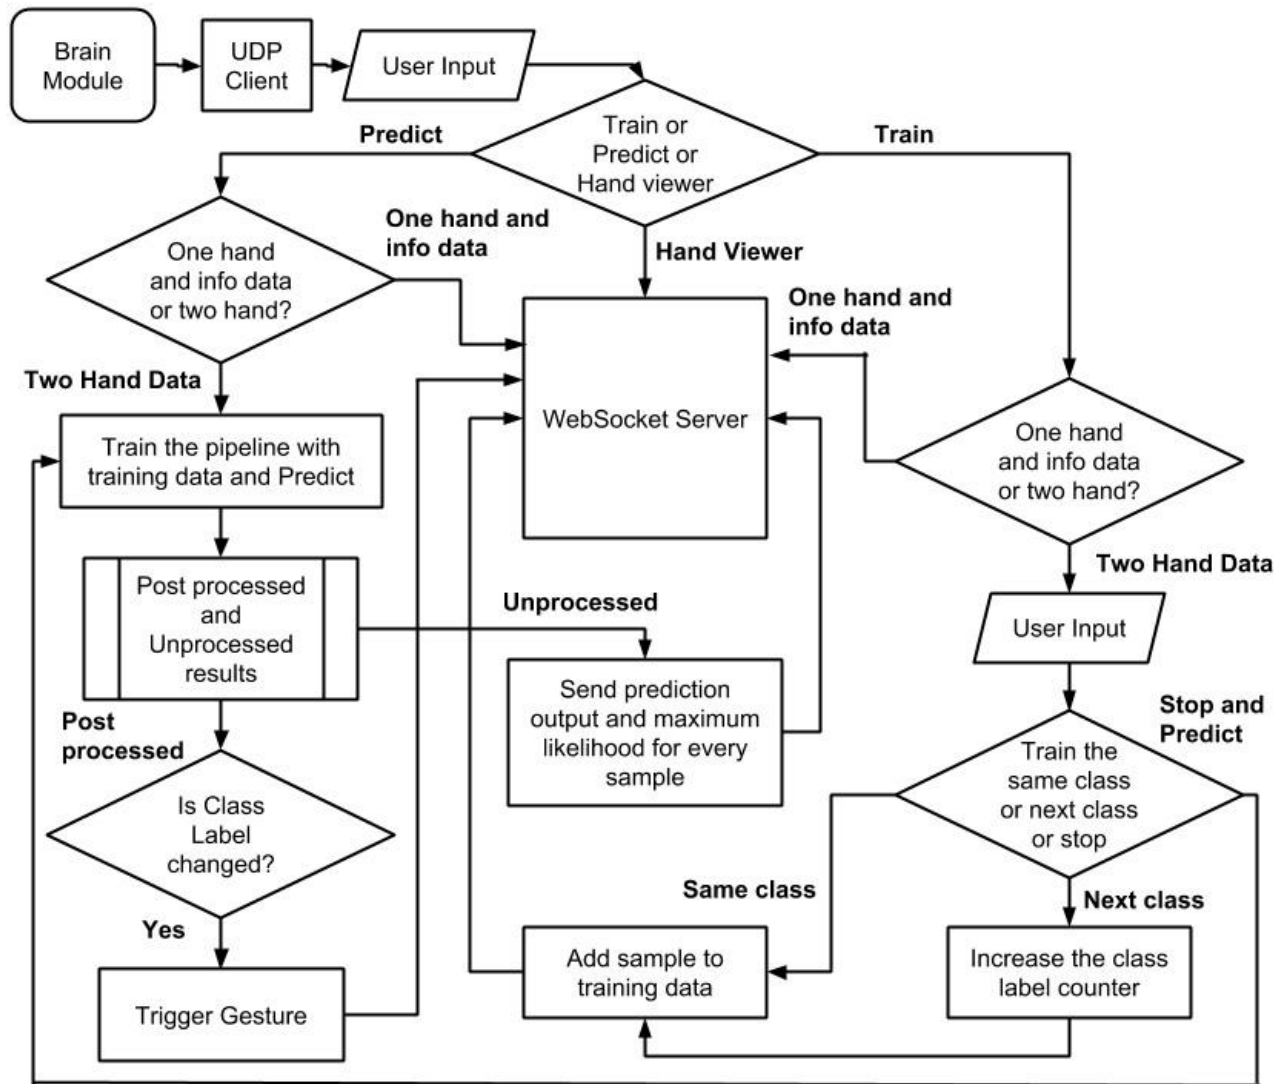 Brain
Module
UDP
Client
User Input
Train or
Predict or
Hand viewer
Predict
Train
One hand
and info data
or two hand?
One hand and
info data
Hand Viewer
One hand and
info data
Two Hand Data
Train the pipeline with
training data and Predict
WebSocket Server
One hand
and info data
or two hand?
Two Hand Data
Post processed
and
Unprocessed
results
Unprocessed
User Input
Send prediction
output and maximum
likelihood for every
sample
Post
processed
Stop and
Predict
Train the
same class
or next class
or stop
Is Class
Label
changed?
Same class
Next class
Yes
Add sample to
training data
Increase the class
label counter
Trigger Gesture